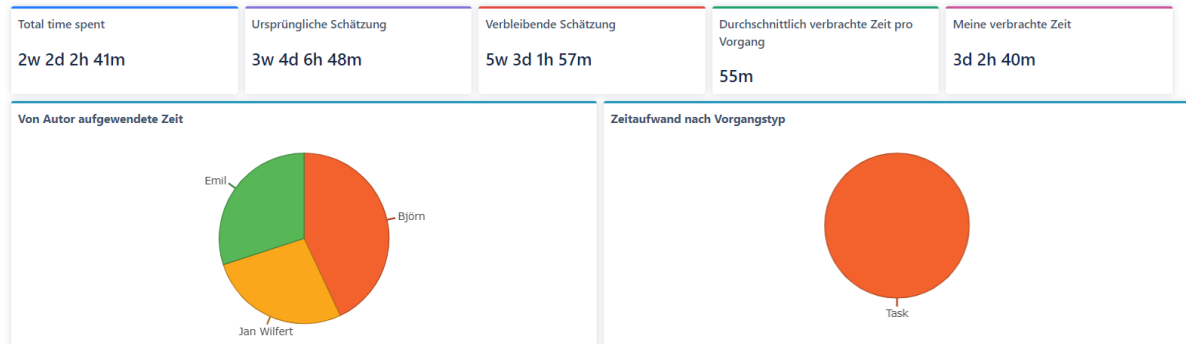 Total time spent
2w 2d 2h 41m
Ursprüngliche Schätzung
3w 4d 6h 48m
Verbleibende Schätzung
5w 3d 1h 57m
Durchschnittlich verbrachte Zeit pro
Vorgang
55m
Meine verbrachte Zeit
3d 2h 40m
Von Autor aufgewendete Zeit
Emil
Björn
Jan Wilfert
Zeitaufwand nach Vorgangstyp
Task